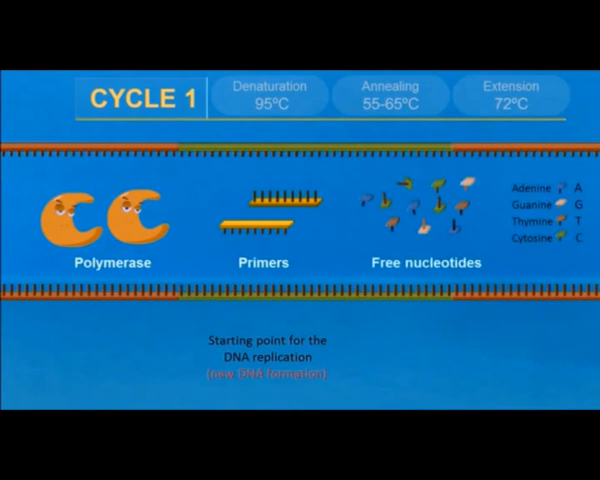 CYCLE 1
Denaturation
95ºC
Annealing
55-65ºC
Extension
72ºC
Adenine A
Guanine G
Thymine T
Cytosine C
Polymerase
Primers
Free nucleotides
Starting point for the
DNA replication
(new DNA formation)